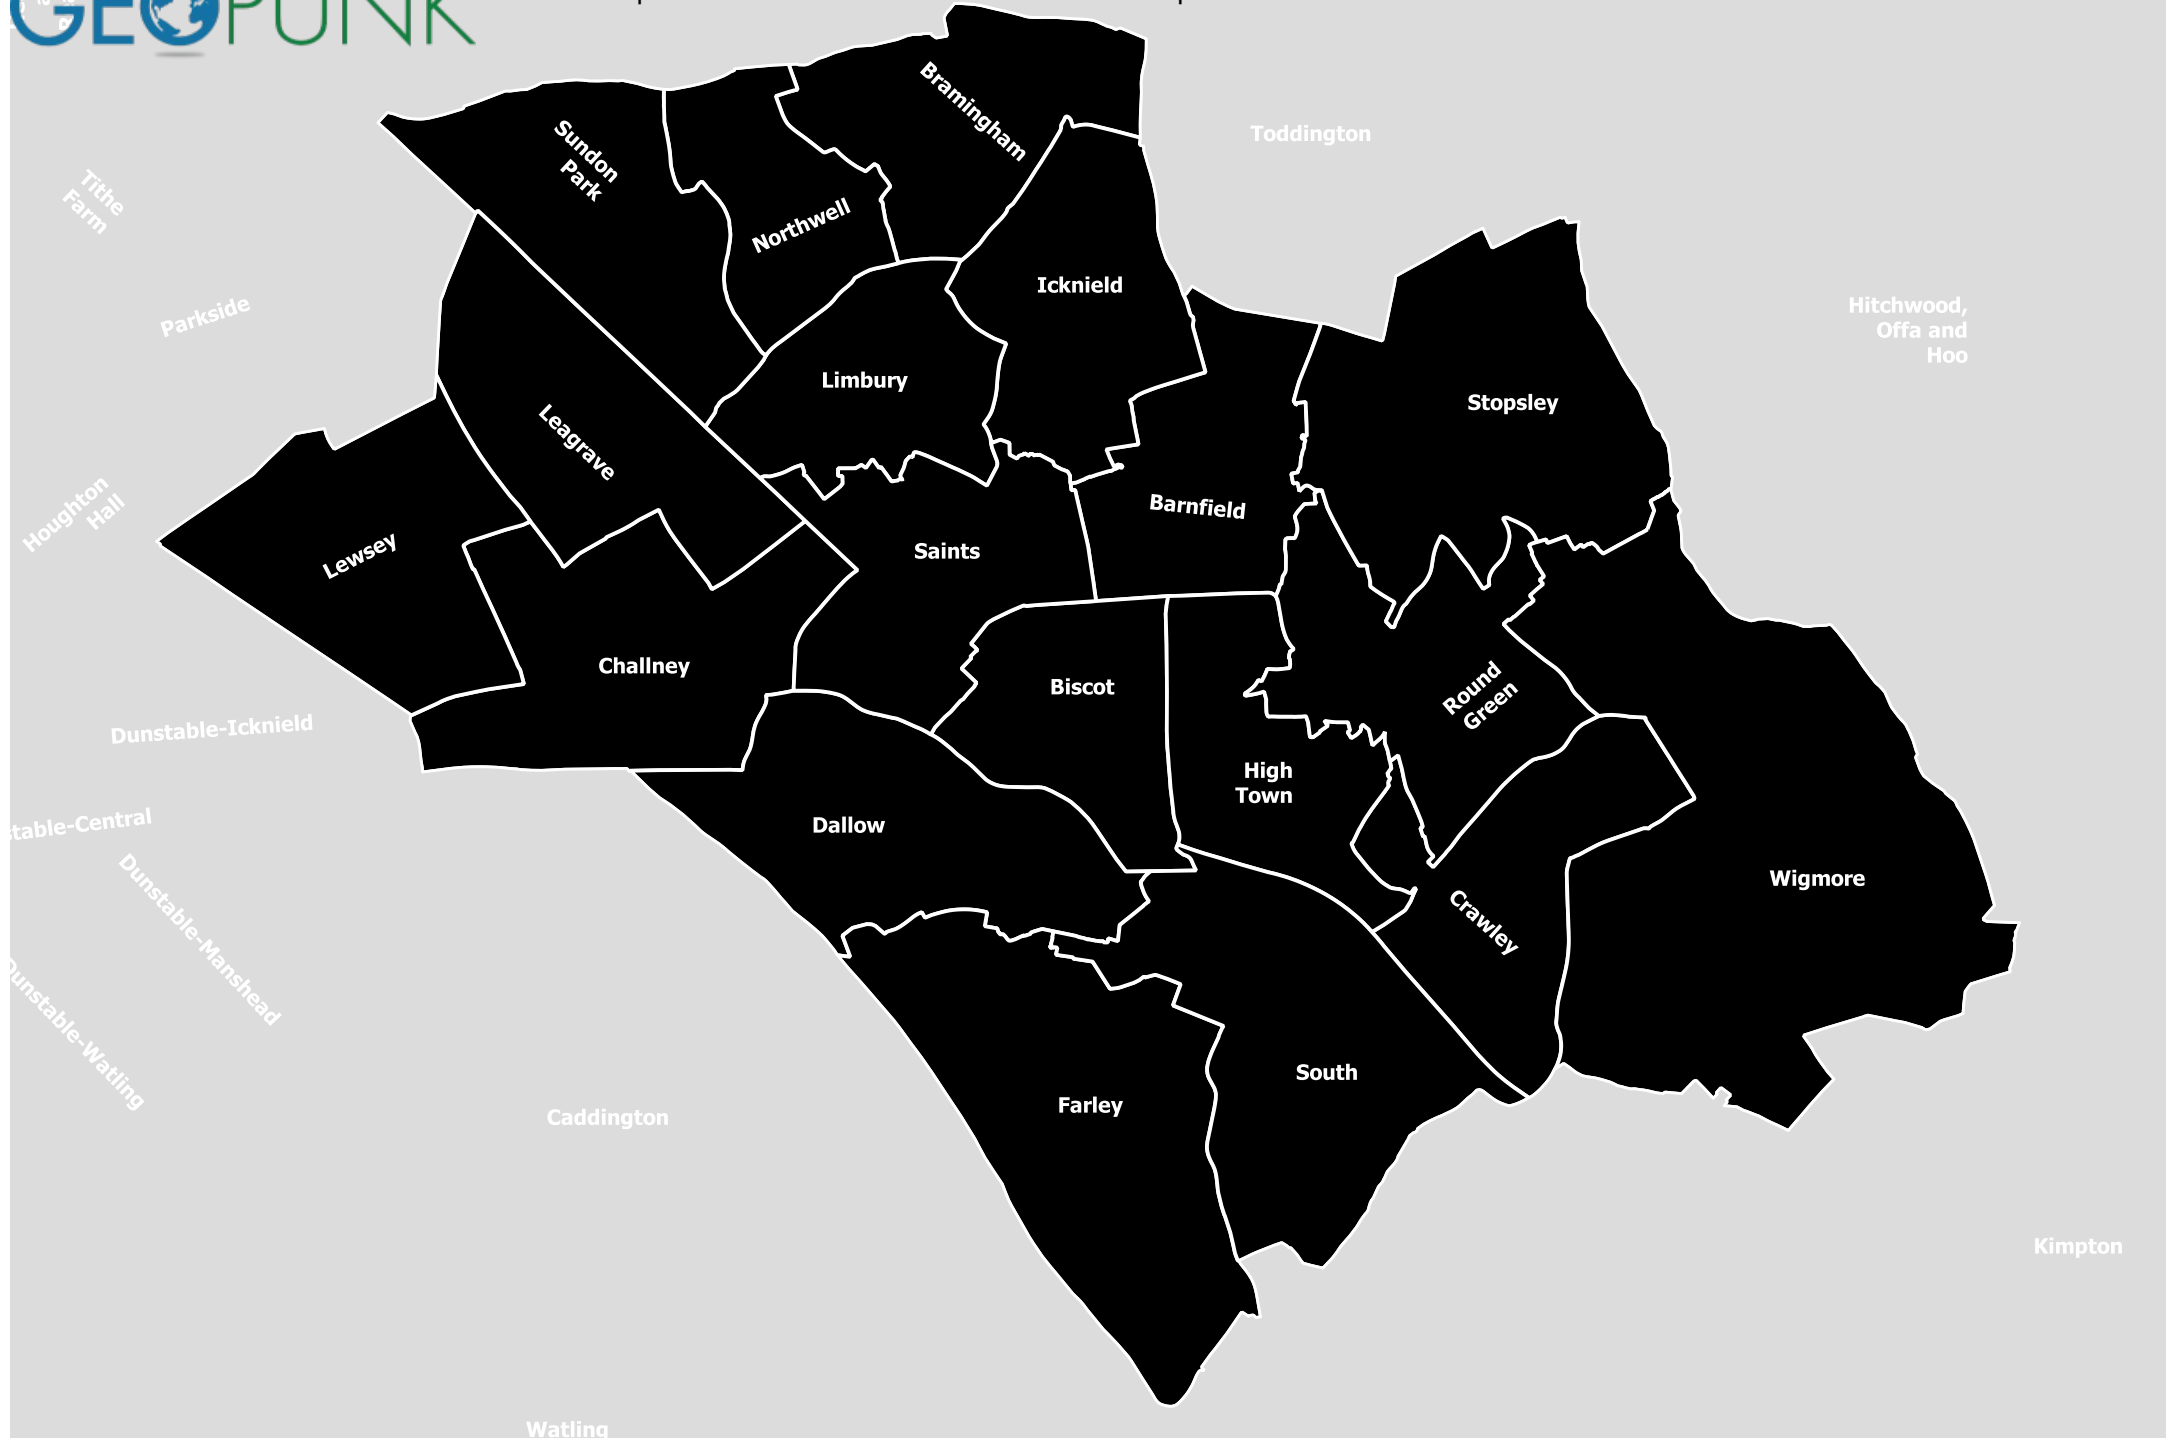 GEOPUNK
Bramingham
Sundon
Park
Toddington
Tithe
Farm
Northwell
Icknield
Parkside
Hitchwood,
Offa and
Hoo
Limbury
Stopsley
Leagrave
Houghton
Hall
Barnfield
Lewsey
Saints
Challney
Biscot
Round
Green
Dunstable-Icknield
High
Town
stable-Central
Dallow
Wigmore
Dunstable-Manshead
Crawley
Dunstable-Watling
South
Farley
Caddington
Kimpton
Watling